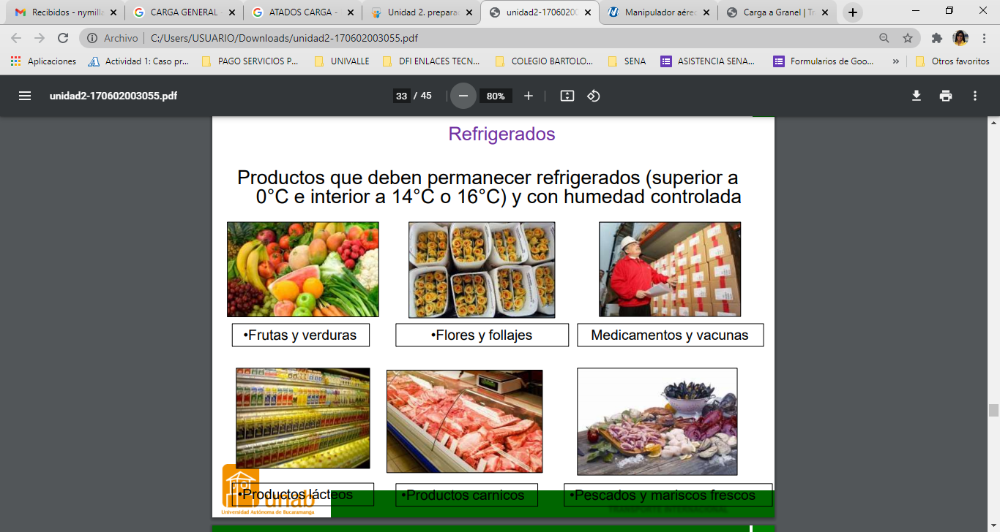 Recibidos - nymilla
CARGA GENERAL
ATADOS CARGA -
Unidad 2. prepara
unidad2-17060200
Manipulador aére
Carga a Granel | Tr
Archivo
C:/Users/USUARIO/Downloads/unidad2-170602003055.pdf
Aplicaciones
Actividad 1: Caso pr...
PAGO SERVICIOS P...
UNIVALLE
DFI ENLACES TECN...
COLEGIO BARTOLO...
SENA
ASISTENCIA SENA...
Formularios de Goo...
»
Otros favoritos
unidad2-170602003055.pdf
33 / 45
80%
Refrigerados
Productos que deben permanecer refrigerados (superior a
0°C e interior a 14°C o 16°C) y con humedad controlada
•Frutas y verduras
•Flores y follajes
Medicamentos y vacunas
•Productos lácteos
•Productos carnicos
•Pescados y mariscos frescos
unab
Universidad Autónoma de Bucaramanga
TRANSPORTE INTERNACIONAL